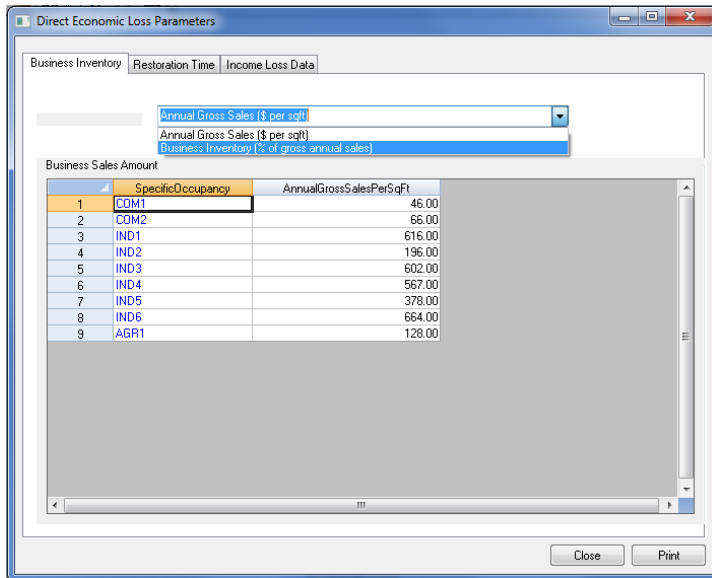 Direct Economic Loss Parameters
Business Inventory Restoration Time Income Loss Data
Annual Gross Sales ($ per sqft)
Annual Gross Sales ($ per sqft)
Business Inventory (% of gross annual sales)
Business Sales Amount
SpecificOccupancy AnnualGrossSalesPerSqFt
1 COM1 46.00
2 COM2 66.00
3 IND1 616.00
4 IND2 196.00
5 IND3 602.00
6 IND4 567.00
7 IND5 378.00
8 IND6 664.00
9 AGR1 128.00
Close Print